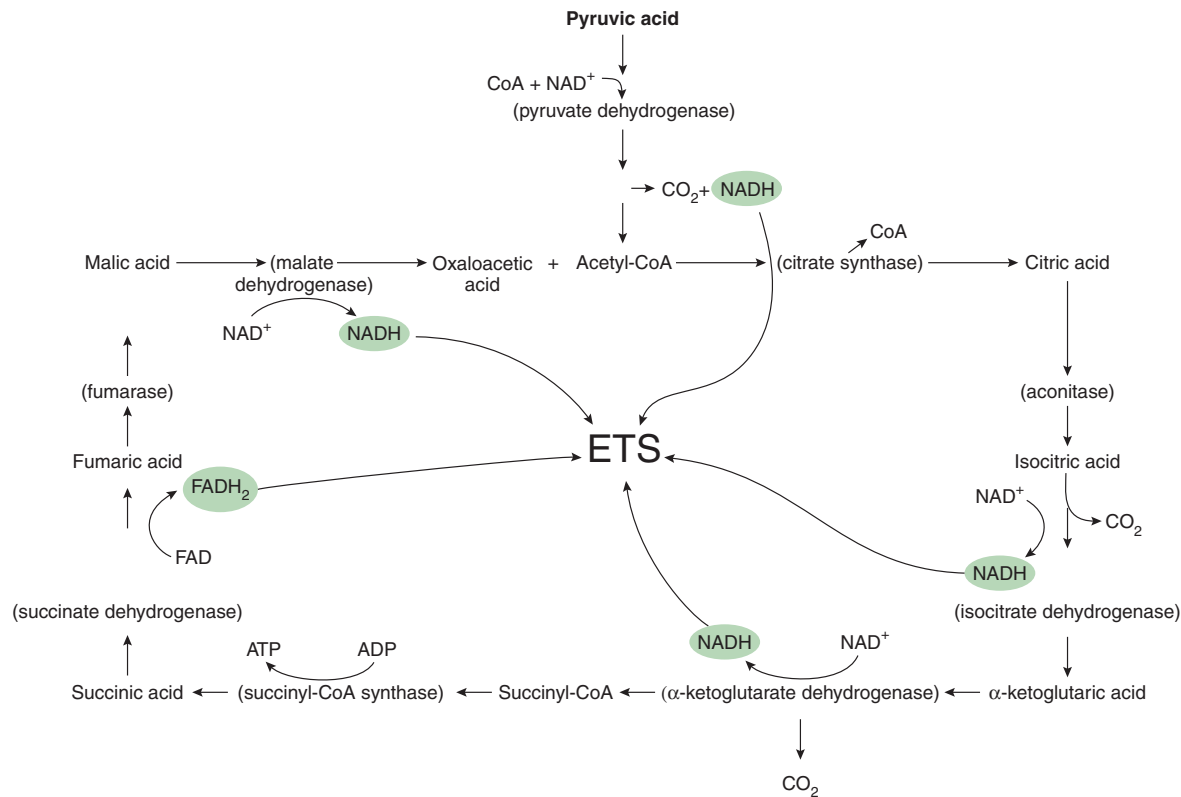 Pyruvic acid
CoA + NAD⁺
(pyruvate dehydrogenase)
CO₂+ NADH
CoA
Malic acid (malate dehydrogenase) Oxaloacetic acid + Acetyl-CoA (citrate synthase) Citric acid
NAD⁺ NADH
(fumarase) (aconitase)
ETS
Fumaric acid Isocitric acid
FADH₂ NAD⁺
CO₂
FAD NADH
(succinate dehydrogenase) (isocitrate dehydrogenase)
ATP ADP NADH NAD⁺
Succinic acid (succinyl-CoA synthase) Succinyl-CoA (α-ketoglutarate dehydrogenase) α-ketoglutaric acid
CO₂